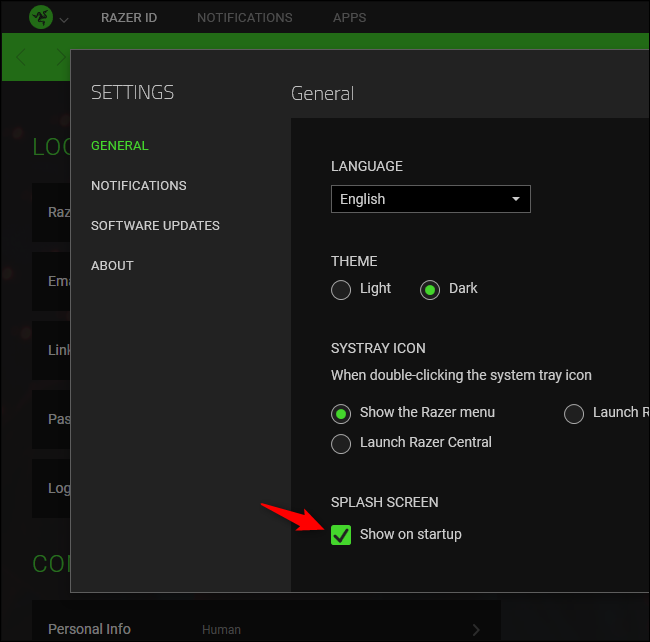 RAZER ID NOTIFICATIONS APPS
SETTINGS
General
GENERAL
NOTIFICATIONS
SOFTWARE UPDATES
ABOUT
LANGUAGE
English
THEME
Light Dark
SYSTRAY ICON
When double-clicking the system tray icon
Show the Razer menu Launch R
Launch Razer Central
SPLASH SCREEN
Show on startup
LOG
Raz
Ema
Link
Pas
Log
CON
Personal Info Human